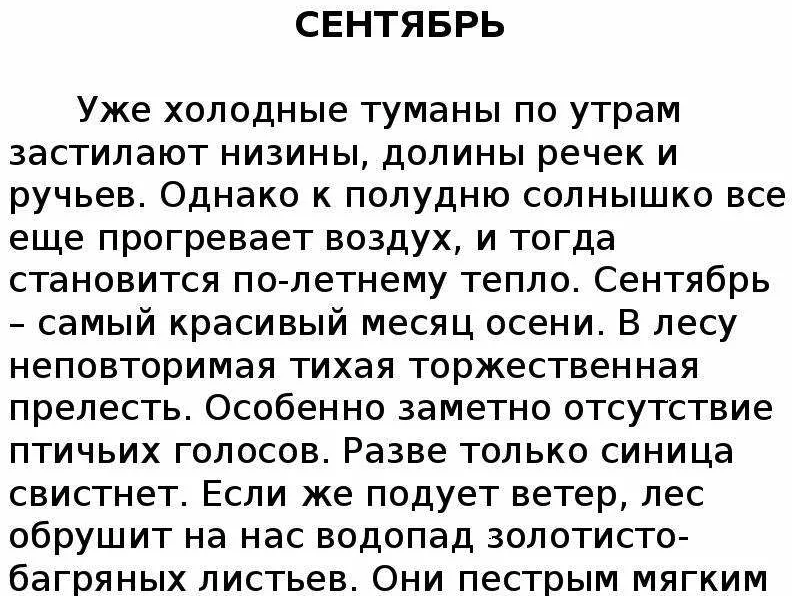 СЕНТЯБРЬ
Уже холодные туманы по утрам
застилают низины, долины речек и
ручьев. Однако к полудню солнышко все
еще прогревает воздух, и тогда
становится по-летнему тепло. Сентябрь
– самый красивый месяц осени. В лесу
неповторимая тихая торжественная
прелесть. Особенно заметно отсутствие
птичьих голосов. Разве только синица
свистнет. Если же подует ветер, лес
обрушит на нас водопад золотисто-
багряных листьев. Они пестрым мягким